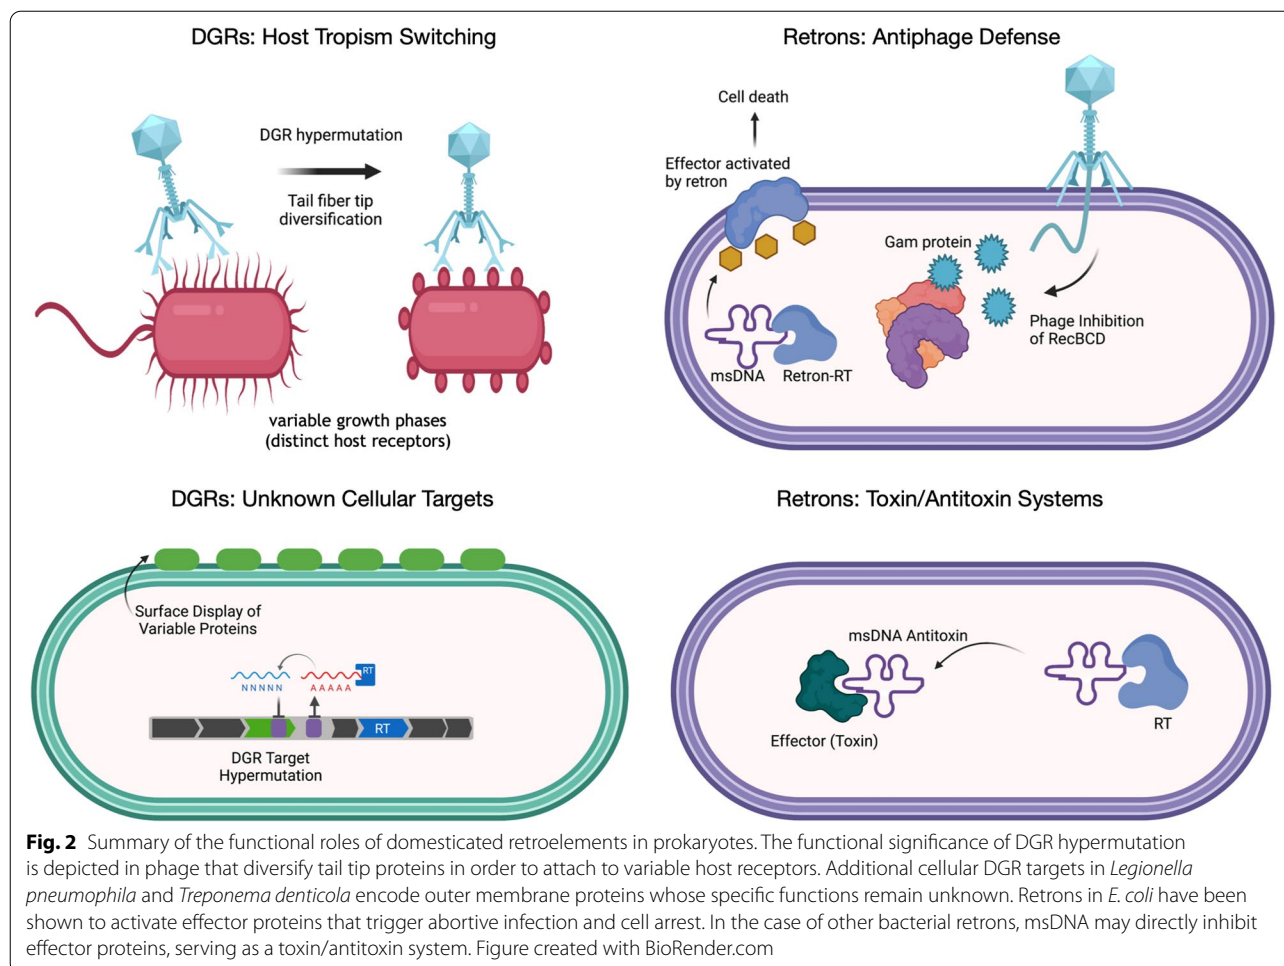 DGRs: Host Tropism Switching
DGR hypermutation
Tail fiber tip
diversification
variable growth phases
(distinct host receptors)
Retrons: Antiphage Defense
Cell death
Effector activated
by retron
Gam protein
Phage Inhibition
of RecBCD
msDNA
Retron-RT
DGRs: Unknown Cellular Targets
Surface Display of
Variable Proteins
RT
NNNNN
AAAAA
RT
DGR Target
Hypermutation
Retrons: Toxin/Antitoxin Systems
msDNA Antitoxin
Effector (Toxin)
RT
Fig. 2 Summary of the functional roles of domesticated retroelements in prokaryotes. The functional significance of DGR hypermutation
is depicted in phage that diversify tail tip proteins in order to attach to variable host receptors. Additional cellular DGR targets in Legionella
pneumophila and Treponema denticola encode outer membrane proteins whose specific functions remain unknown. Retrons in E. coli have been
shown to activate effector proteins that trigger abortive infection and cell arrest. In the case of other bacterial retrons, msDNA may directly inhibit
effector proteins, serving as a toxin/antitoxin system. Figure created with BioRender.com